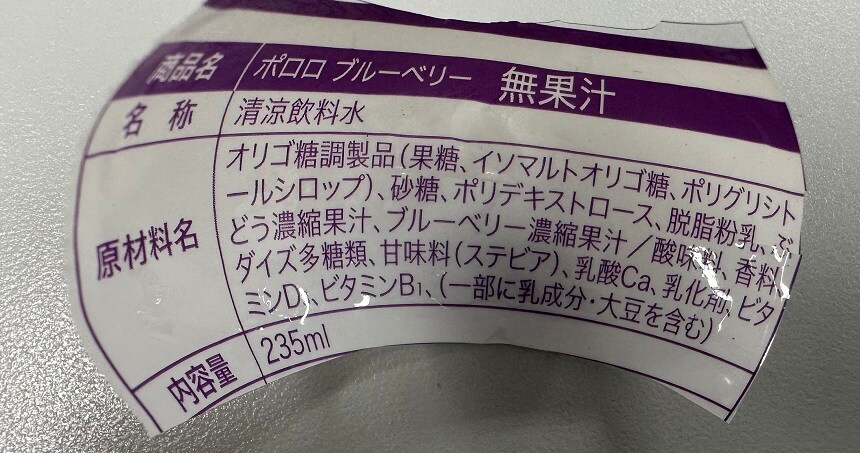 商品名 ポロロ ブルーベリー 無果汁
名称 清涼飲料水
原材料名 オリゴ糖調製品(果糖、イソマルトオリゴ糖、ポリグリシト
ールシロップ)、砂糖、ポリデキストロース、脱脂粉乳、ぶ
どう濃縮果汁、ブルーベリー濃縮果汁/酸味料、香料、
ダイズ多糖類、甘味料(ステビア)、乳酸Ca、乳化剤、ビタ
ミンD、ビタミンB₁、(一部に乳成分・大豆を含む)
内容量 235ml